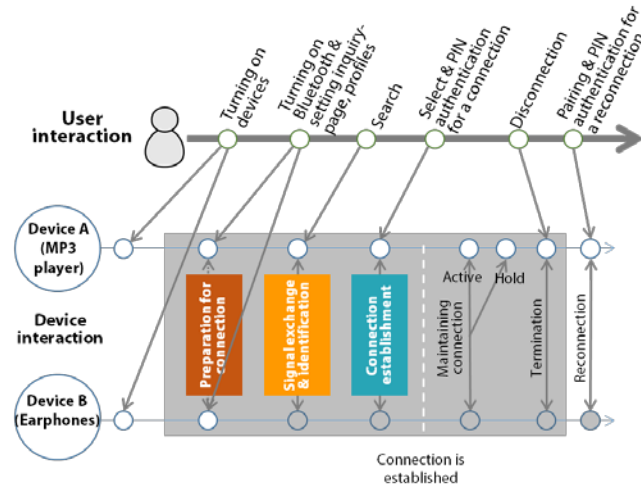 Turning on
devices
Turning on
Bluetooth &
setting inquiry-
page, profiles
Search
Select & PIN
authentication
for a connection
Disconnection
Pairing & PIN
authentication for
a reconnection
User
interaction
Device A
(MP3
player)
Device
interaction
Device B
(Earphones)
Preparation for
connection
Signal exchange
& identification
Connection
establishment
Active
Hold
Maintaining
connection
Termination
Reconnection
Connection is
established